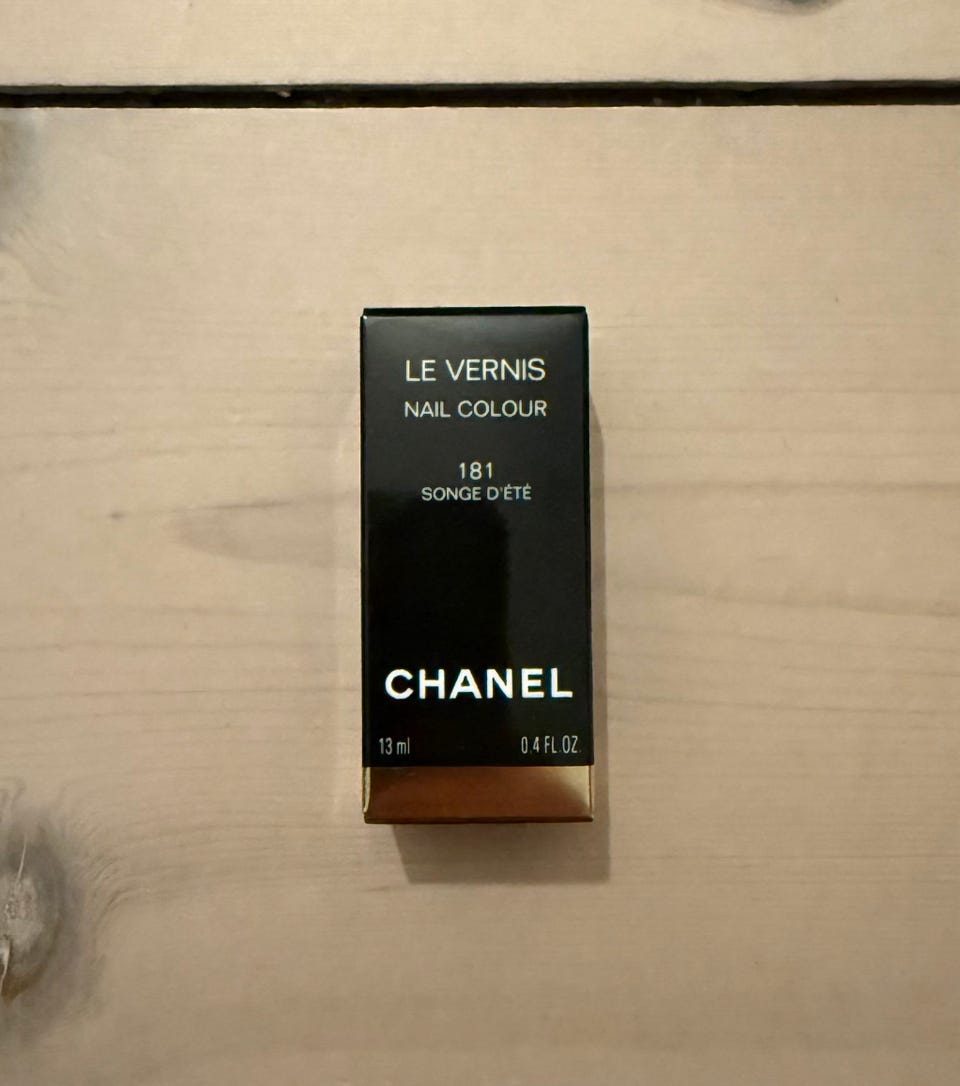 LE VERNIS
NAIL COLOUR
181
SONGE D'ÉTÉ
CHANEL
13 ml 0.4 FL.OZ.